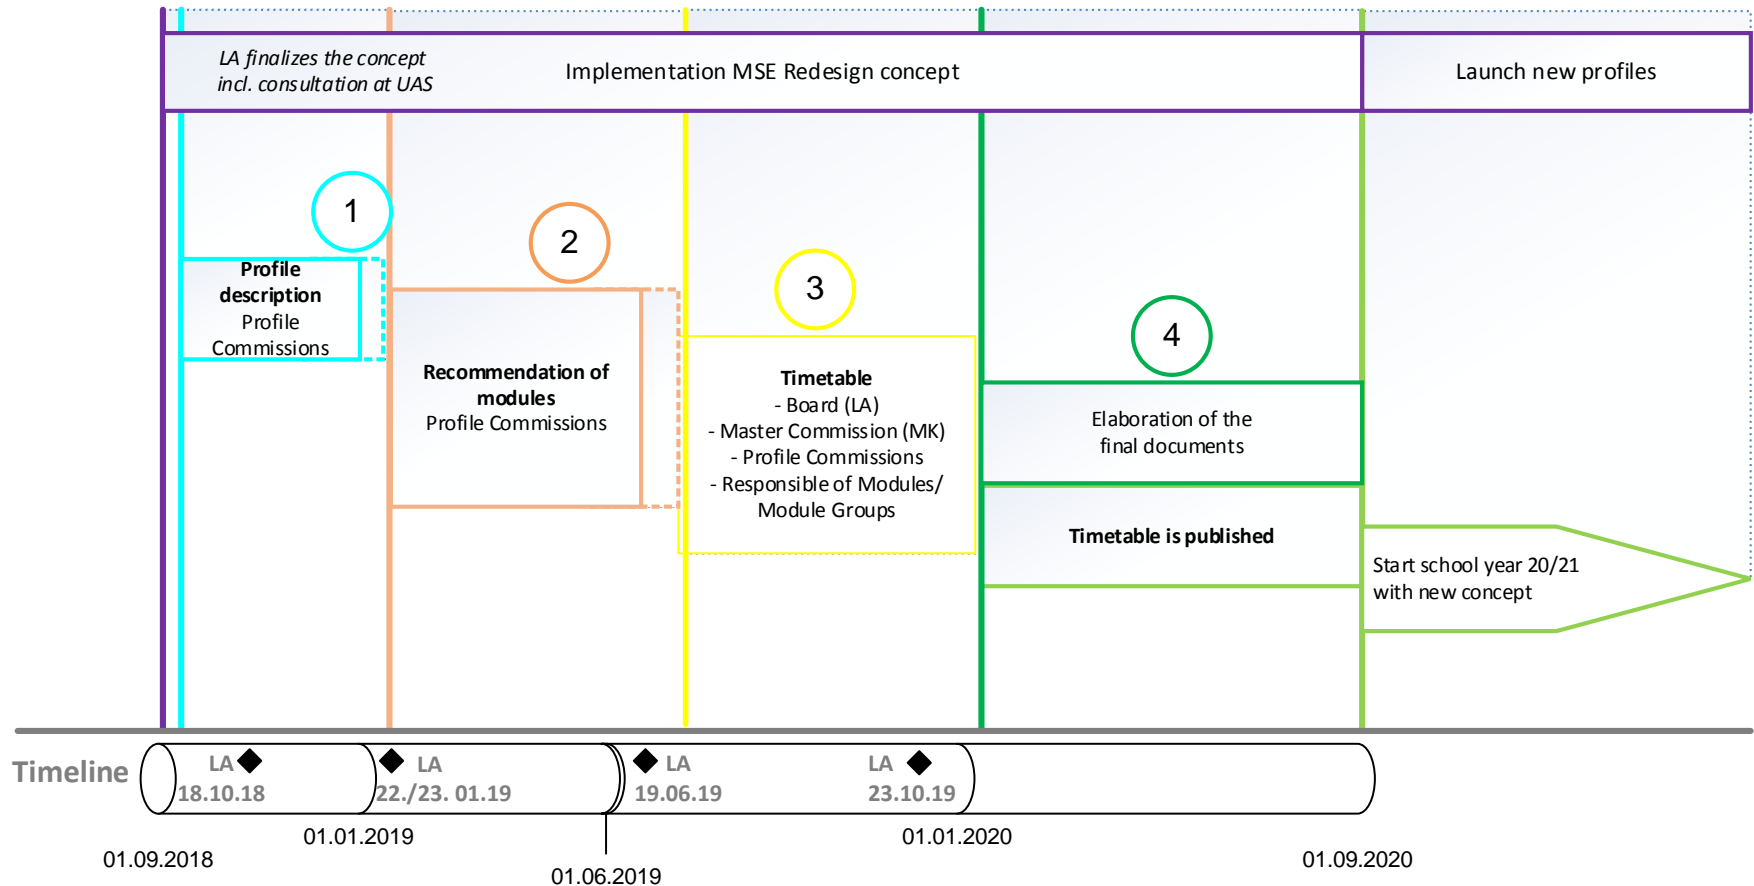 LA finalizes the concept
incl. consultation at UAS
Implementation MSE Redesign concept
Launch new profiles
1
Profile
description
Profile
Commissions
2
Recommendation of
modules
Profile Commissions
3
Timetable
- Board (LA)
- Master Commission (MK)
- Profile Commissions
- Responsible of Modules/
Module Groups
4
Elaboration of the
final documents
Timetable is published
Start school year 20/21
with new concept
Timeline
LA
18.10.18
LA
22./23. 01.19
LA
19.06.19
LA
23.10.19
01.09.2018
01.01.2019
01.06.2019
01.01.2020
01.09.2020